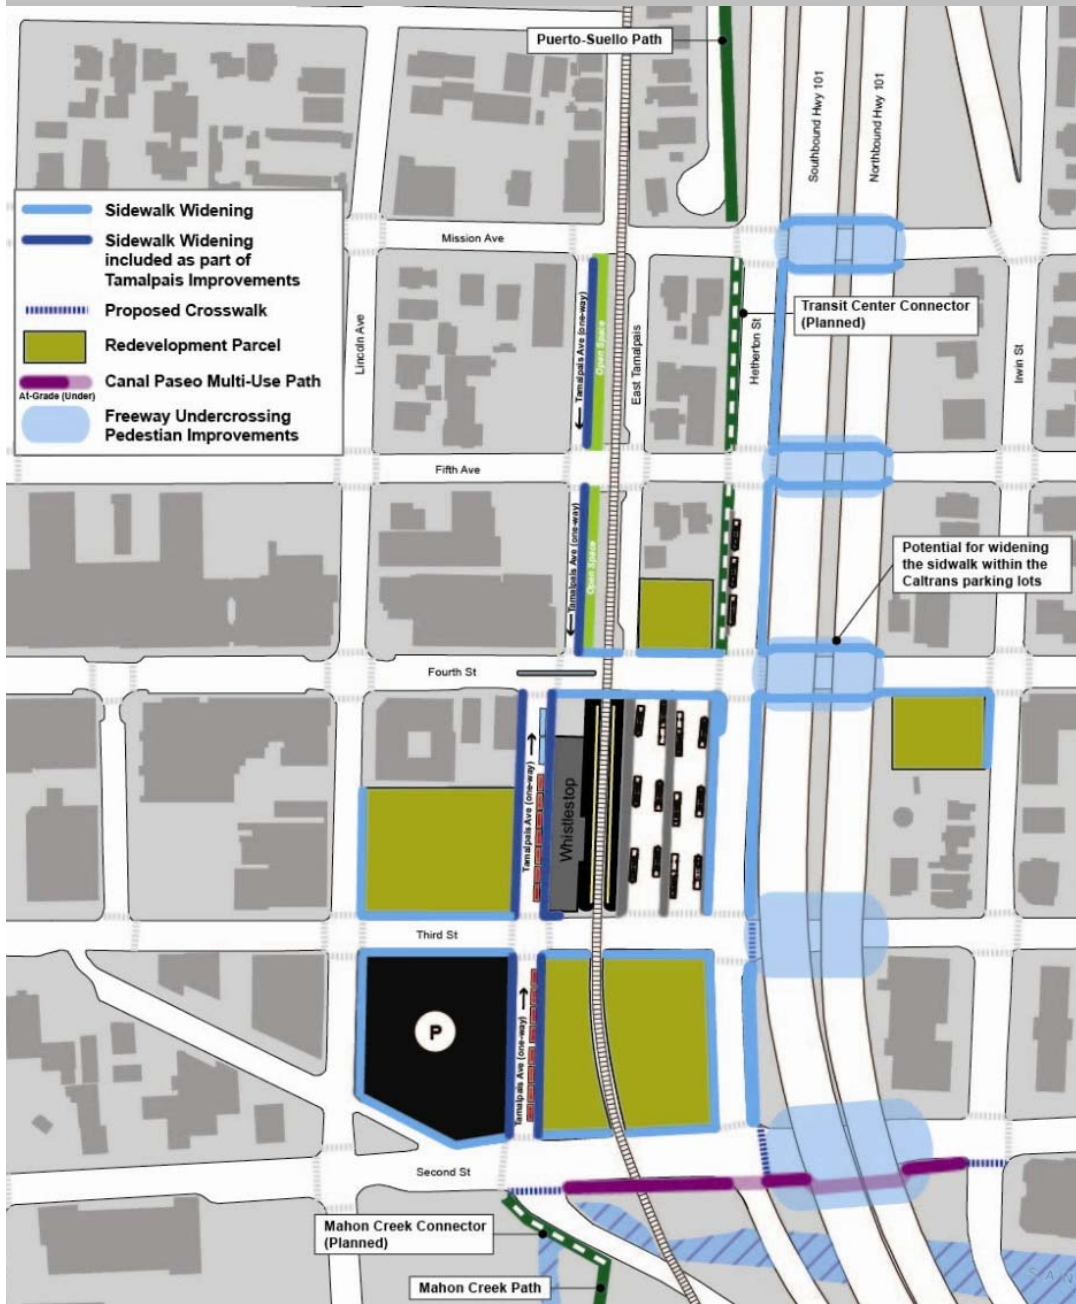 Puerto-Suello Path
Southbound Hwy 101
Northbound Hwy 101
Sidewalk Widening
Sidewalk Widening
included as part of
Tamalpais Improvements
Proposed Crosswalk
Redevelopment Parcel
Canal Paseo Multi-Use Path
At-Grade (Under)
Freeway Undercrossing
Pedestian Improvements
Mission Ave
Lincoln Ave
Tamalpais Ave (one-way)
Open Space
East Tamalpais
Hetherton St
Transit Center Connector
(Planned)
Irwin St
Fifth Ave
Tamalpais Ave (one-way)
Open Space
Potential for widening
the sidwalk within the
Caltrans parking lots
Fourth St
Tamalpais Ave (one-way)
Whistlestop
Third St
P
Tamalpais Ave (one-way)
Second St
Mahon Creek Connector
(Planned)
Mahon Creek Path
S A N